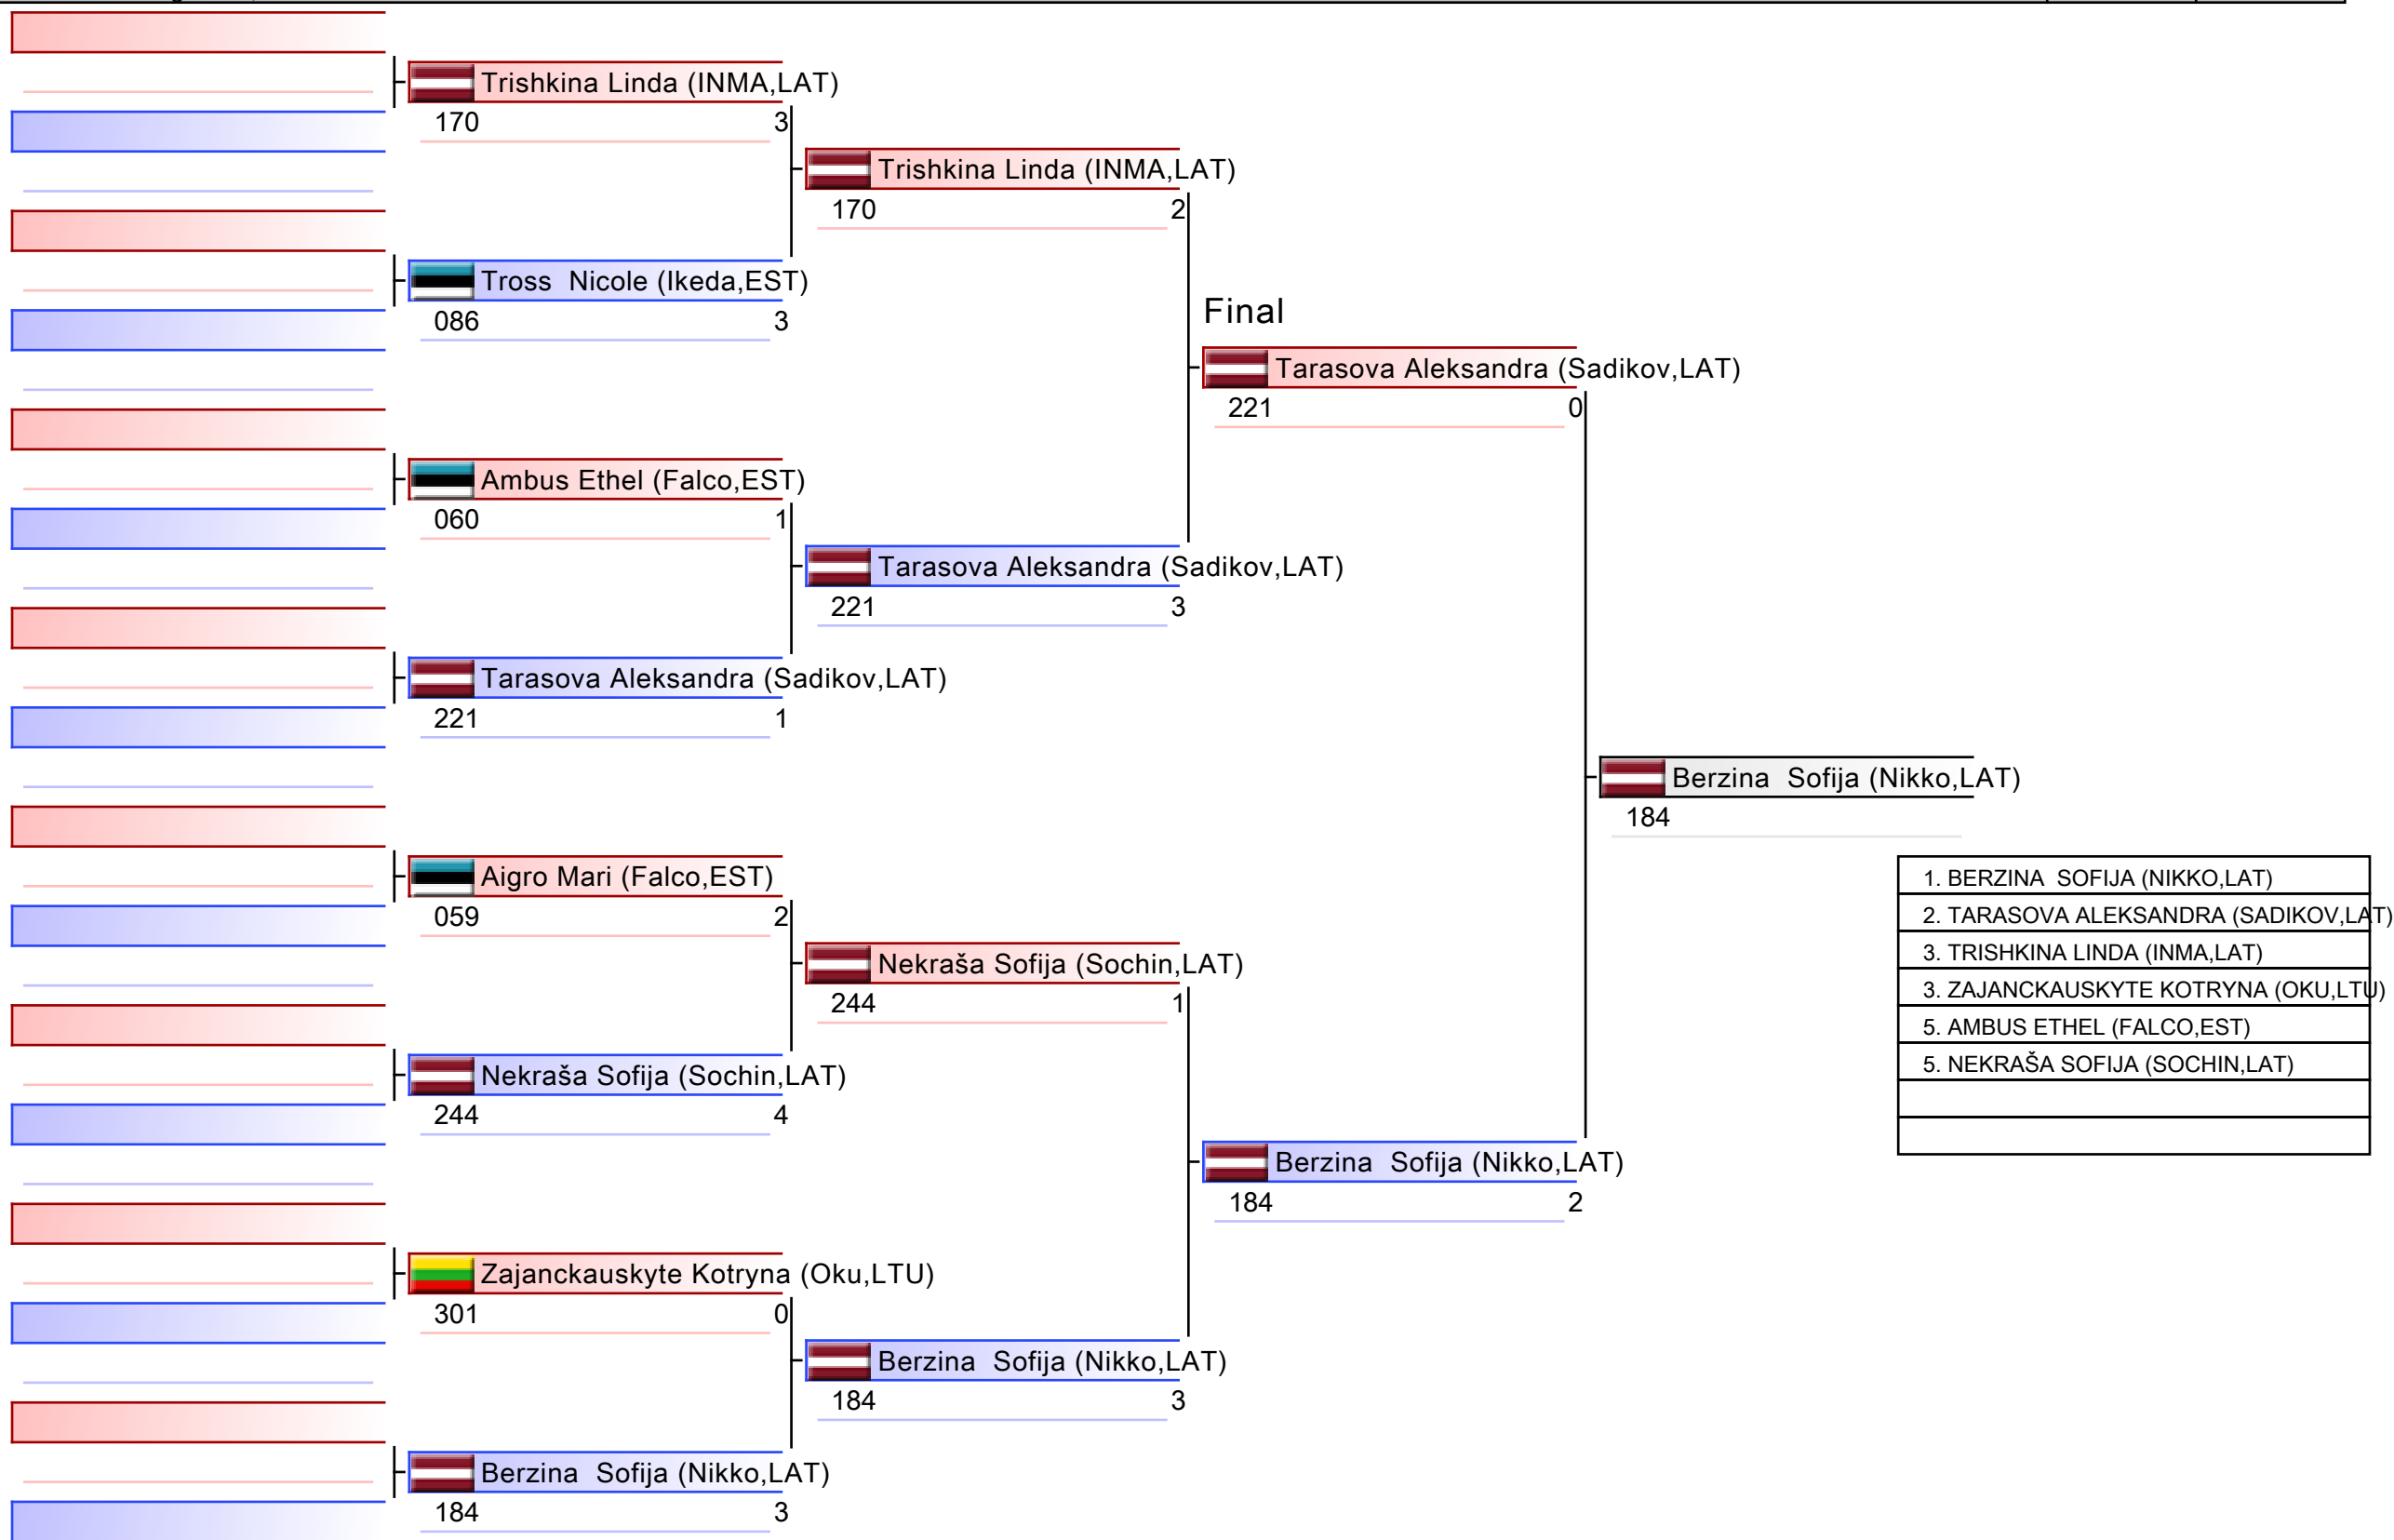 Trishkina Linda (INMA,LAT)
170 3
Trishkina Linda (INMA,LAT)
170 2
Tross  Nicole (Ikeda,EST)
086 3
Final
Tarasova Aleksandra (Sadikov,LAT)
221 0
Ambus Ethel (Falco,EST)
060 1
Tarasova Aleksandra (Sadikov,LAT)
221 3
Tarasova Aleksandra (Sadikov,LAT)
221 1
Berzina  Sofija (Nikko,LAT)
184
Aigro Mari (Falco,EST)
059 2
Nekraša Sofija (Sochin,LAT)
244 1
Nekraša Sofija (Sochin,LAT)
244 4
Berzina  Sofija (Nikko,LAT)
184 2
Zajanckauskyte Kotryna (Oku,LTU)
301 0
Berzina  Sofija (Nikko,LAT)
184 3
Berzina  Sofija (Nikko,LAT)
184 3
1. BERZINA  SOFIJA (NIKKO,LAT)
2. TARASOVA ALEKSANDRA (SADIKOV,LAT)
3. TRISHKINA LINDA (INMA,LAT)
3. ZAJANCKAUSKYTE KOTRYNA (OKU,LTU)
5. AMBUS ETHEL (FALCO,EST)
5. NEKRAŠA SOFIJA (SOCHIN,LAT)